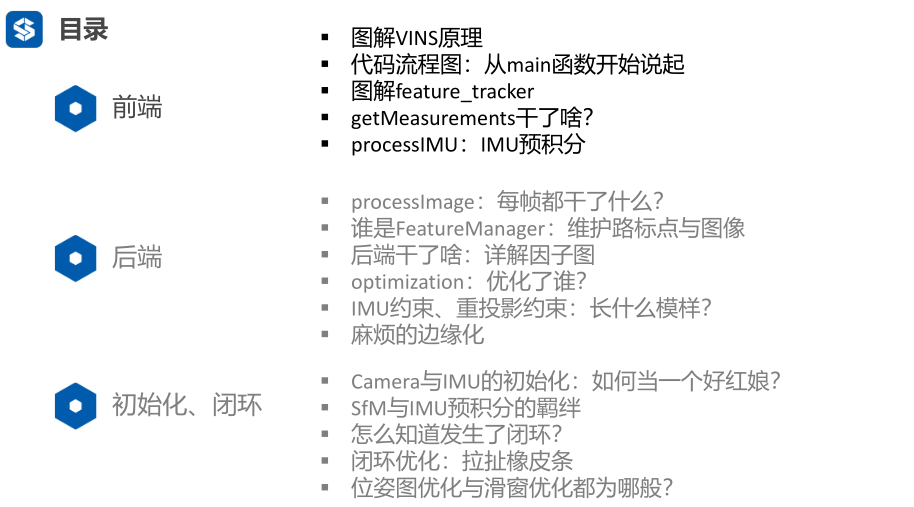 目录
前端
图解VINS原理
代码流程图：从main函数开始说起
图解feature_tracker
getMeasurements干了啥?
processIMU：IMU预积分
后端
processImage：每帧都干了什么?
谁是FeatureManager：维护路标点与图像
后端干了啥：详解因子图
optimization：优化了谁?
IMU约束、重投影约束：长什么模样?
麻烦的边缘化
初始化、闭环
Camera与IMU的初始化：如何当一个好红娘?
SfM与IMU预积分的羁绊
怎么知道发生了闭环?
闭环优化：拉扯橡皮条
位姿图优化与滑窗优化都为哪般?